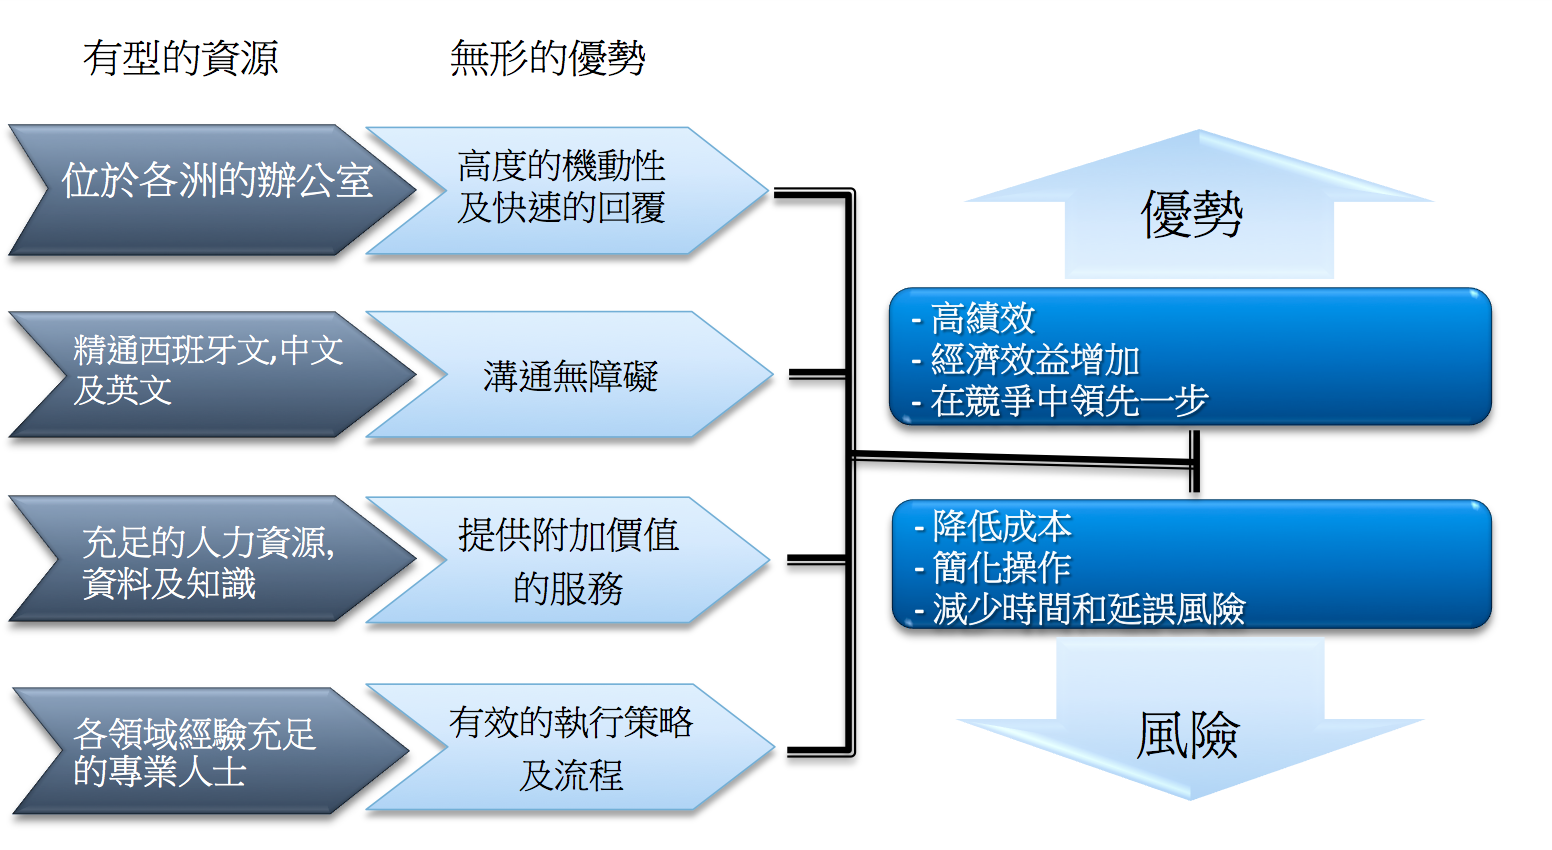 有型的資源
無形的優勢
位於各洲的辦公室
高度的機動性
及快速的回覆
精通西班牙文,中文
及英文
溝通無障礙
充足的人力資源,
資料及知識
提供附加價值
的服務
各領域經驗充足
的專業人士
有效的執行策略
及流程
優勢
- 高績效
- 經濟效益增加
- 在競爭中領先一步
- 降低成本
- 簡化操作
- 減少時間和延誤風險
風險